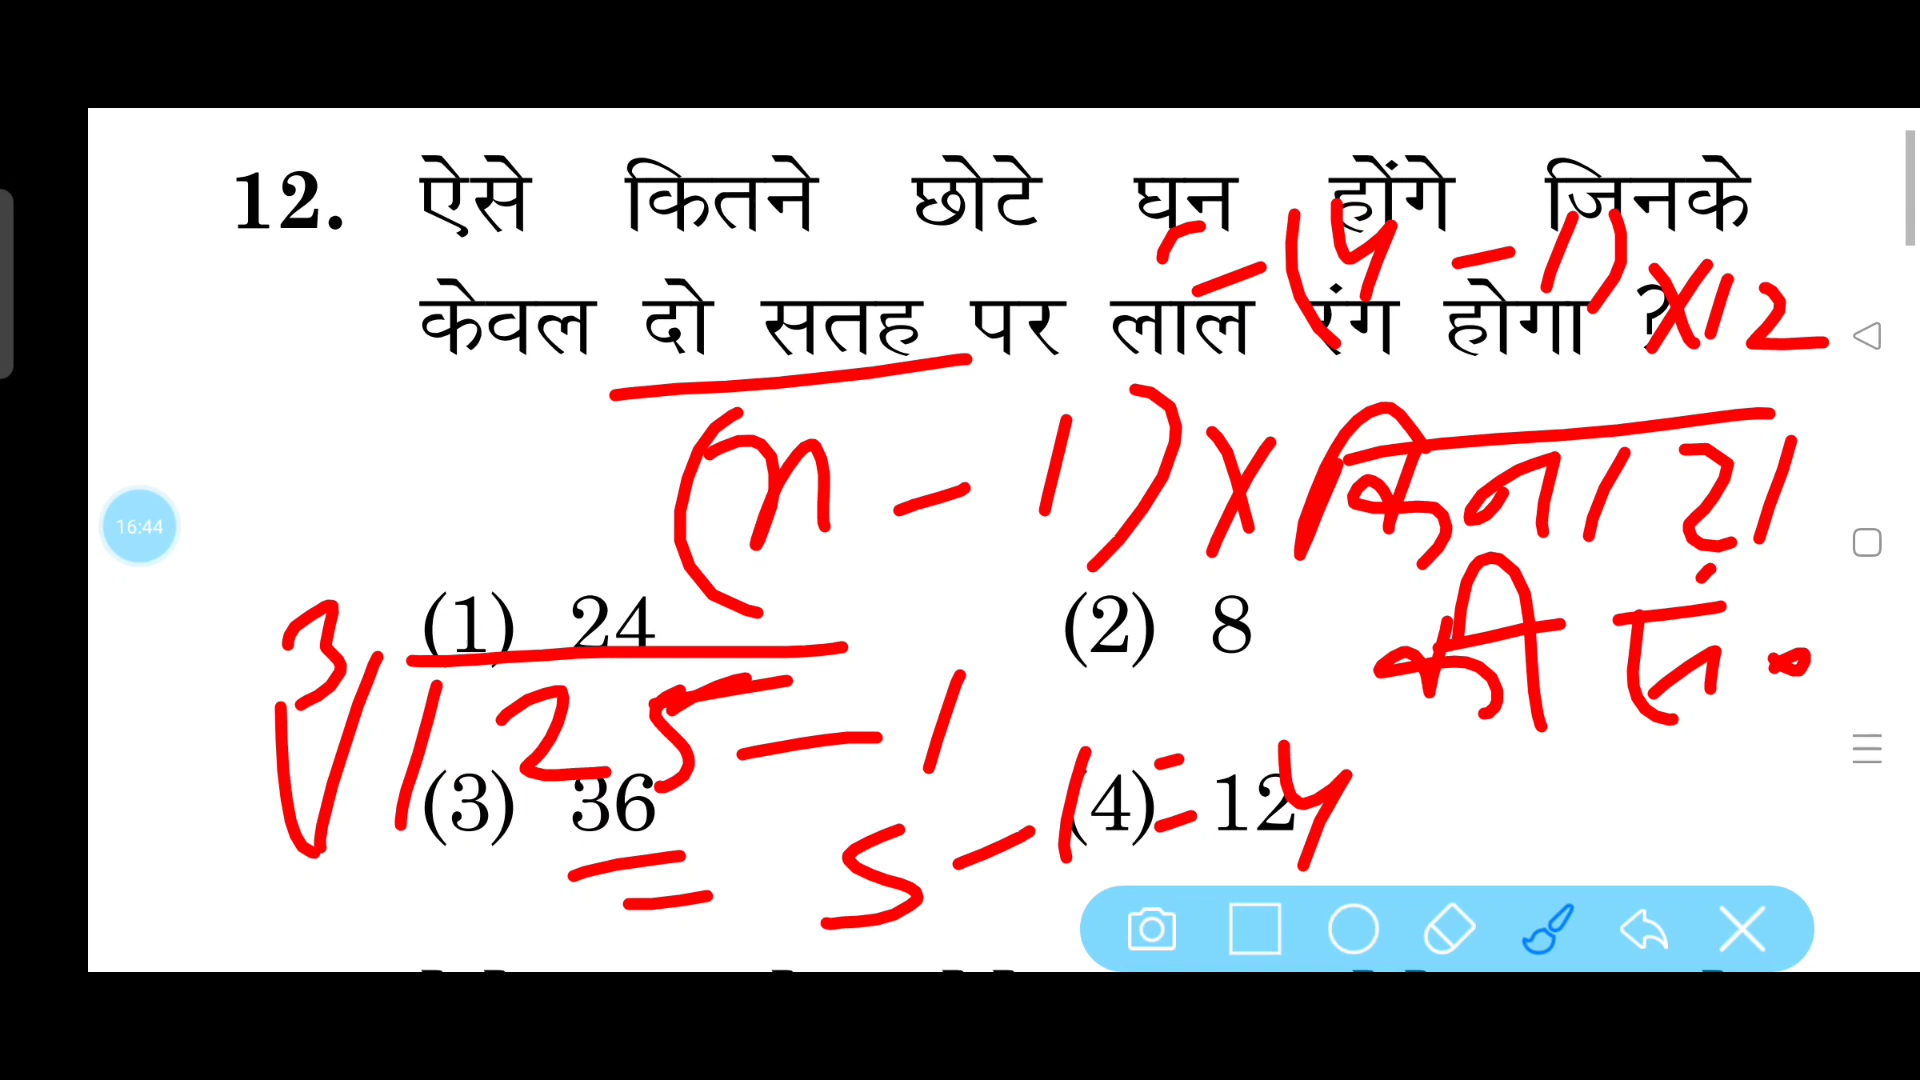 12. ऐसे कितने छोटे घन होंगे जिनके
= (4 - 1) × 12
केवल दो सतह पर लाल रंग होगा ?
(n - 1) × किनारों
की सं.
(1) 24 (2) 8
∛125 - 1
(3) 36 (4) 12
= 5 - 1 = 4
16:44